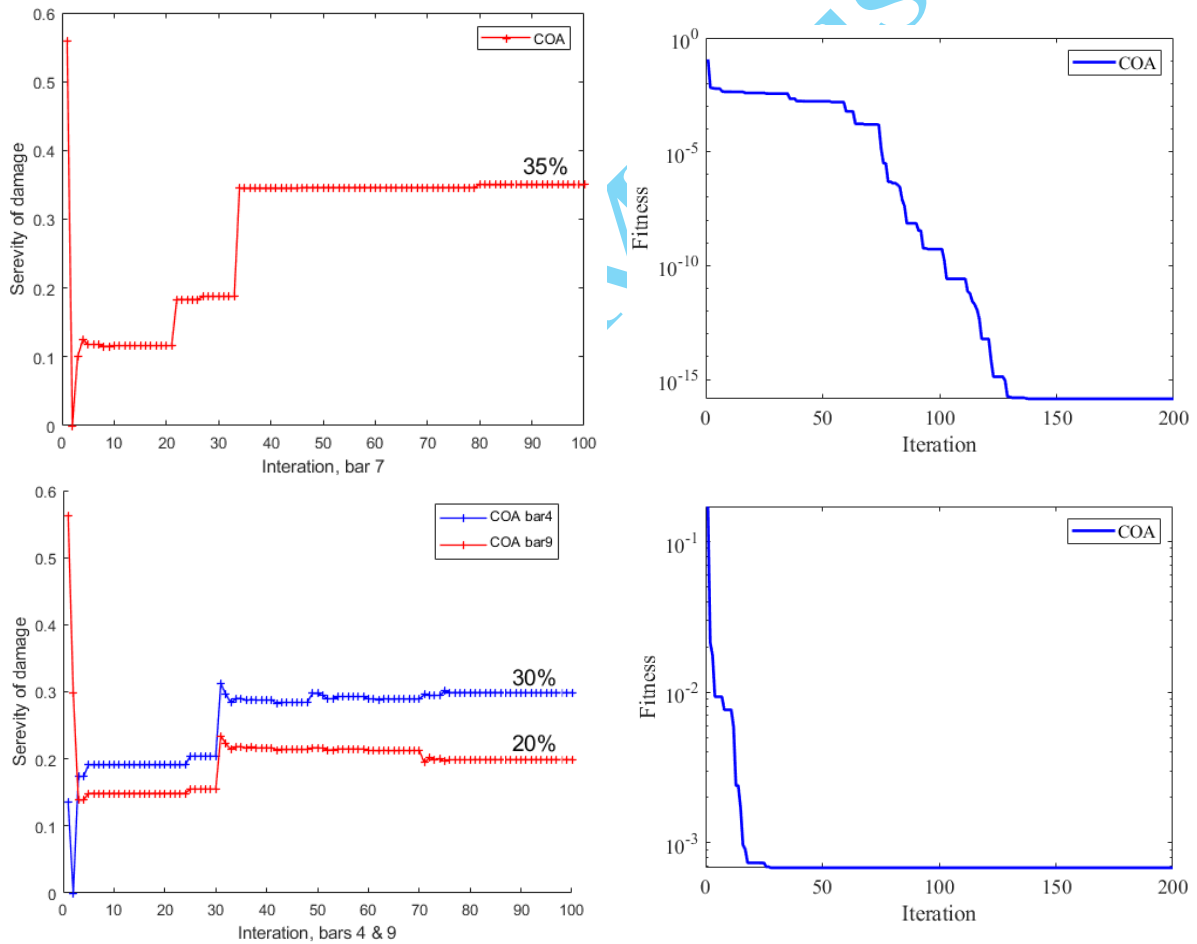 0.6
0.5
0.4
0.3
0.2
0.1
0
Serevity of damage
COA
35%
0 10 20 30 40 50 60 70 80 90 100
Interation, bar 7
10^0
10^-5
10^-10
10^-15
Fitness
COA
0 50 100 150 200
Iteration
0.6
0.5
0.4
0.3
0.2
0.1
0
Serevity of damage
COA bar4
COA bar9
30%
20%
0 10 20 30 40 50 60 70 80 90 100
Interation, bars 4 & 9
10^-1
10^-2
10^-3
Fitness
COA
0 50 100 150 200
Iteration